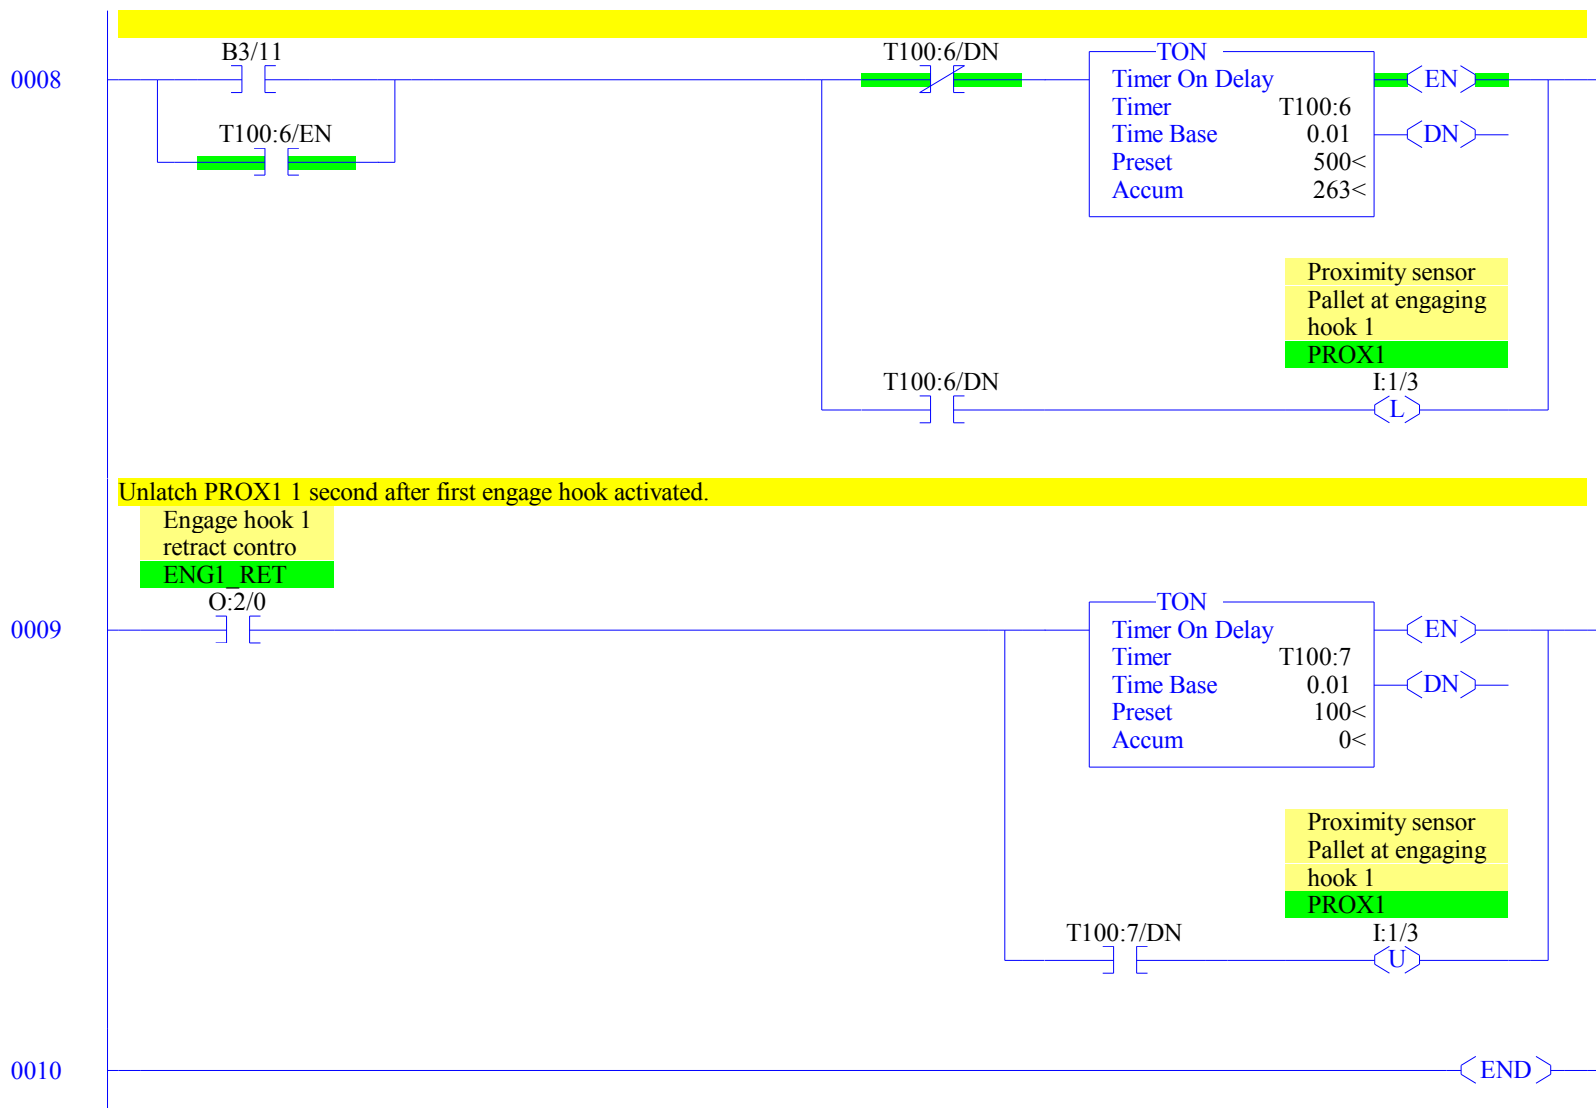 B3/11
T100:6/DN
TON
0008
Timer On Delay
EN
Timer T100:6
T100:6/EN
Time Base 0.01
DN
Preset 500<
Accum 263<
Proximity sensor
Pallet at engaging
hook 1
PROX1
T100:6/DN
I:1/3
L
Unlatch PROX1 1 second after first engage hook activated.
Engage hook 1
retract contro
ENG1_RET
O:2/0
TON
0009
Timer On Delay
EN
Timer T100:7
Time Base 0.01
DN
Preset 100<
Accum 0<
Proximity sensor
Pallet at engaging
hook 1
PROX1
T100:7/DN
I:1/3
U
0010
END